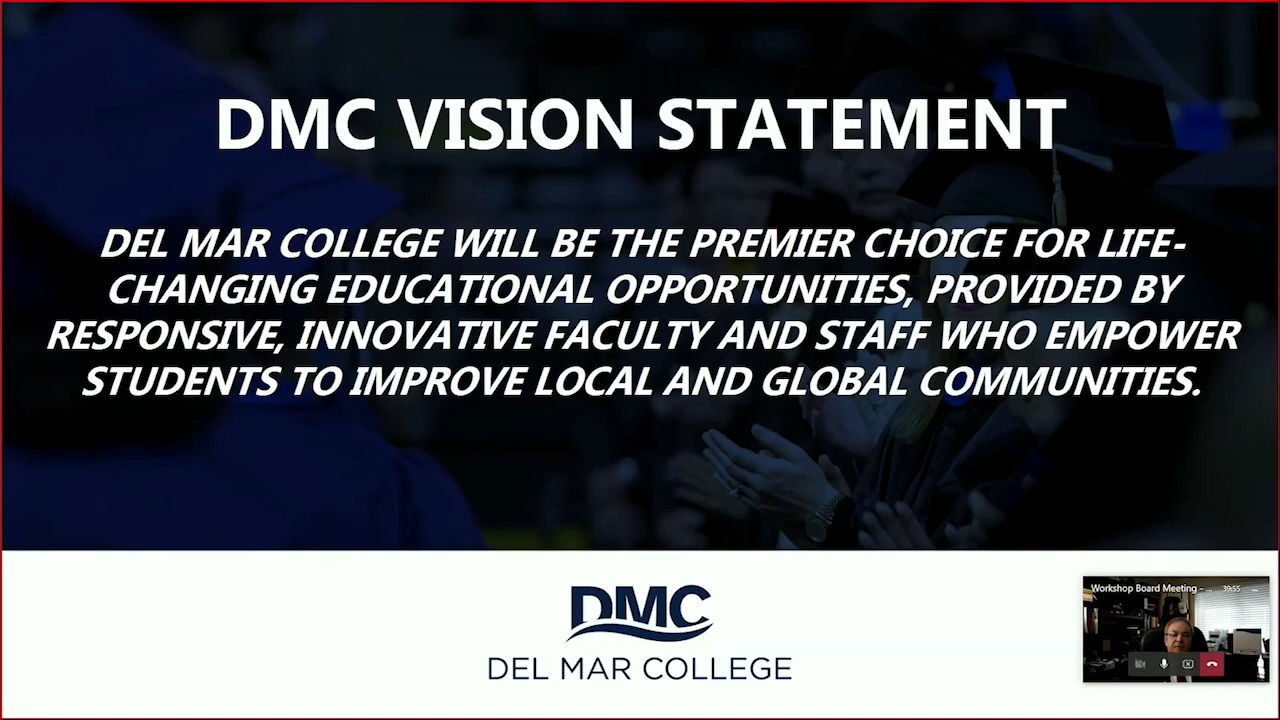 DMC VISION STATEMENT
DEL MAR COLLEGE WILL BE THE PREMIER CHOICE FOR LIFE-
CHANGING EDUCATIONAL OPPORTUNITIES, PROVIDED BY
RESPONSIVE, INNOVATIVE FACULTY AND STAFF WHO EMPOWER
STUDENTS TO IMPROVE LOCAL AND GLOBAL COMMUNITIES.
DMC
DEL MAR COLLEGE
Workshop Board Meeting - ... 39:55